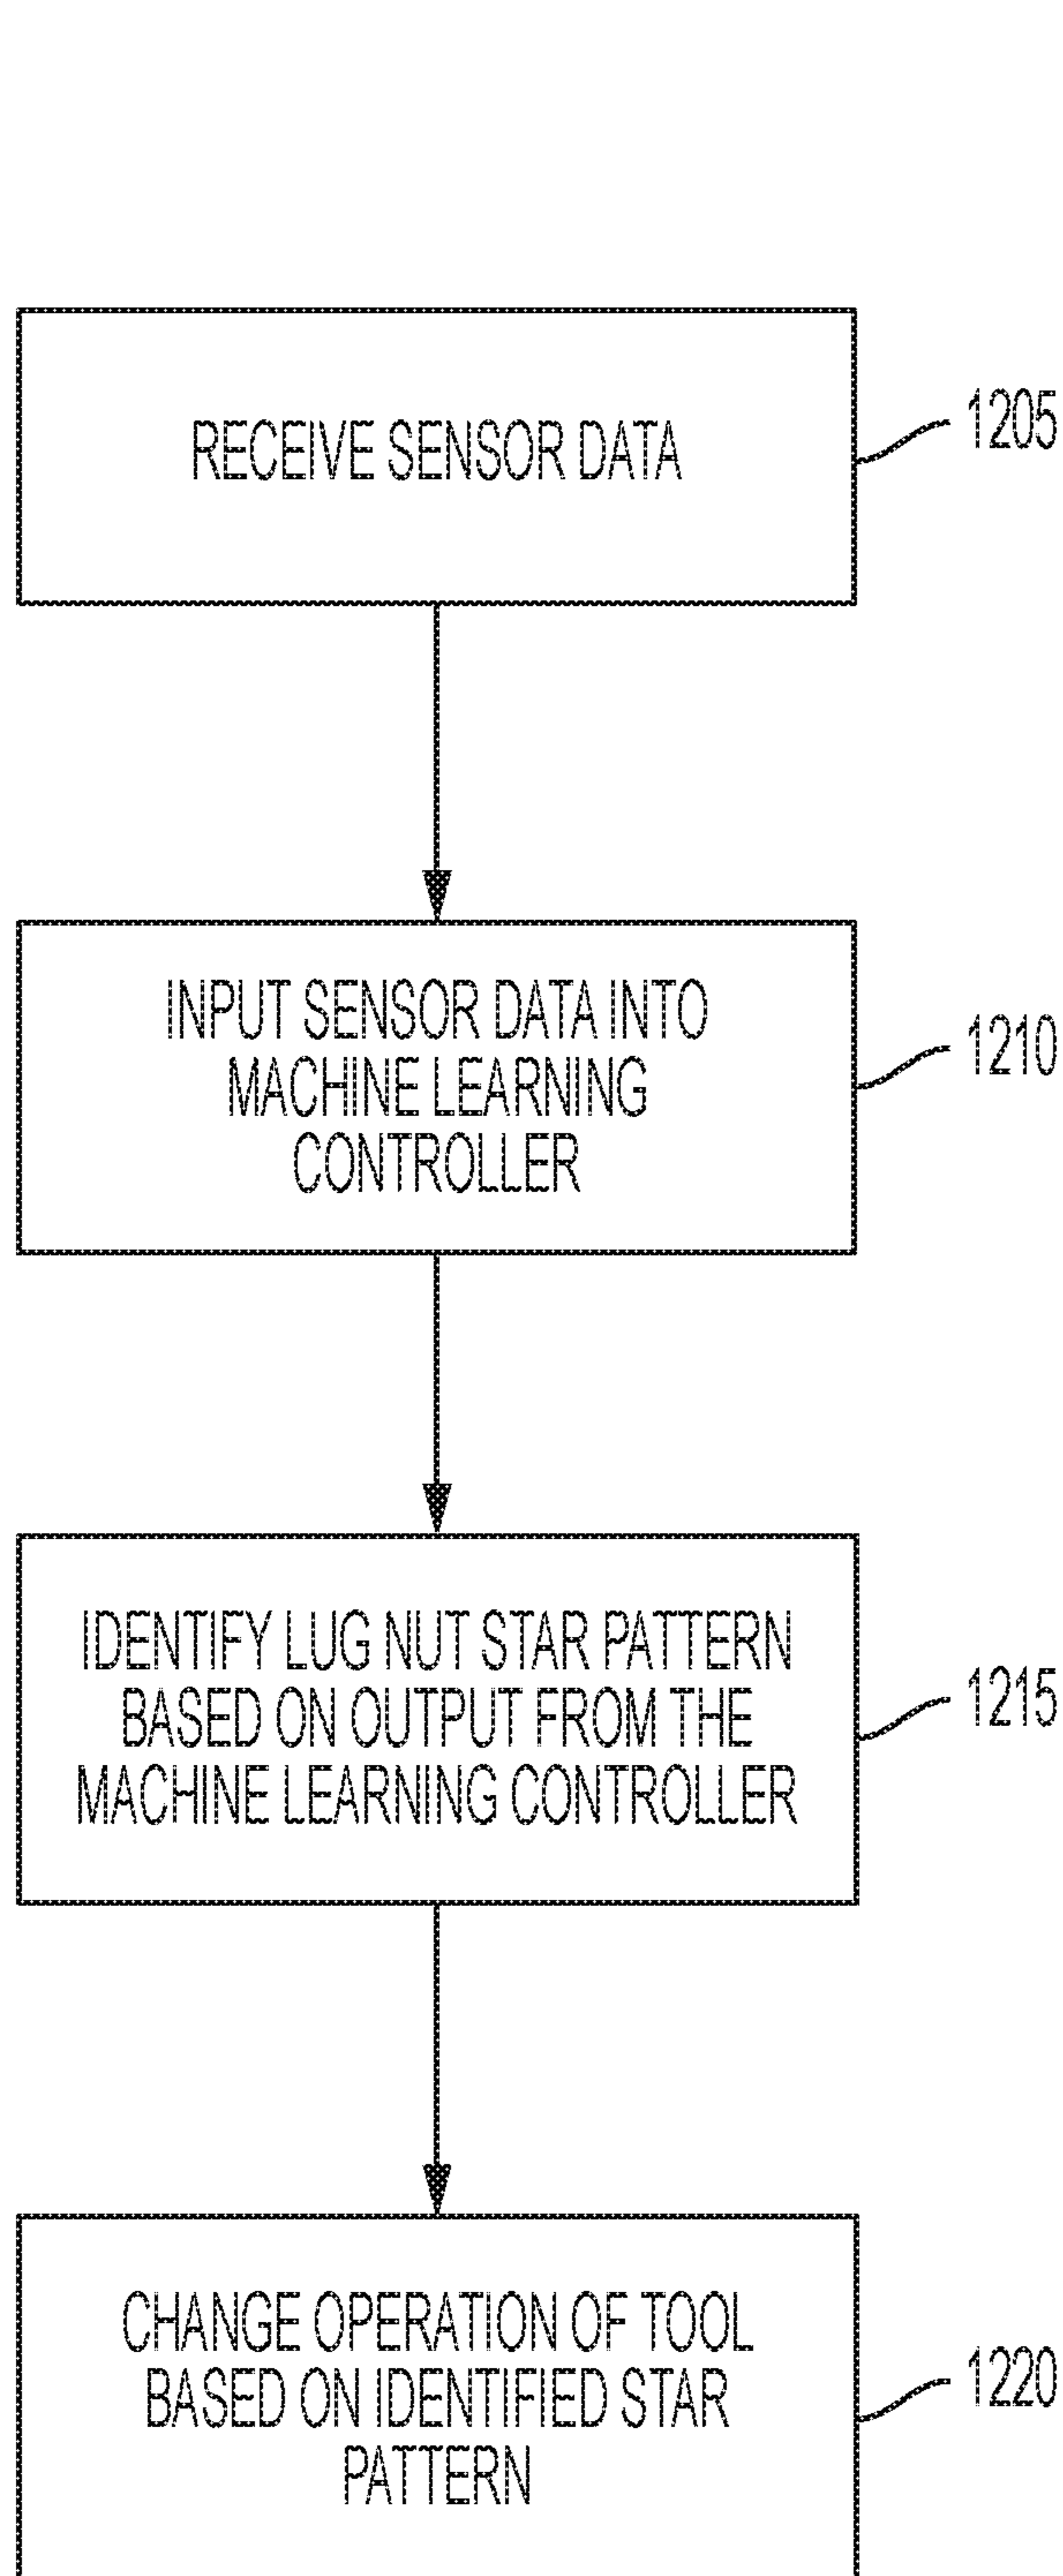 RECEIVE SENSOR DATA
1205
INPUT SENSOR DATA INTO
MACHINE LEARNING
CONTROLLER
1210
IDENTIFY LUG NUT STAR PATTERN
BASED ON OUTPUT FROM THE
MACHINE LEARNING CONTROLLER
1215
CHANGE OPERATION OF TOOL
BASED ON IDENTIFIED STAR
PATTERN
1220